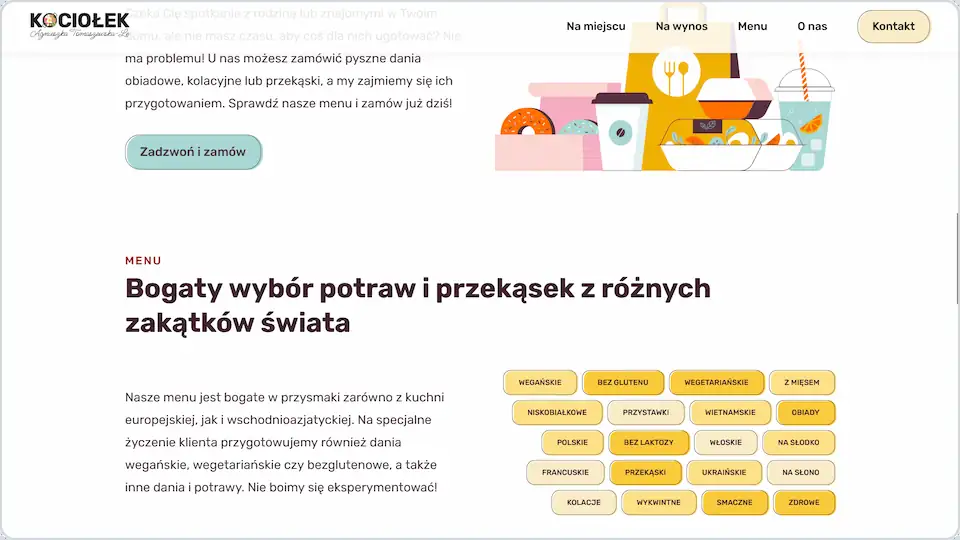 KOCIOŁEK
Agnieszka Tomaszewska-Le
Na miejscu
Na wynos
Menu
O nas
Kontakt
Czeka Cię spotkanie z rodziną lub znajomymi w Twoim
domu, ale nie masz czasu, aby coś dla nich ugotować? Nie
ma problemu! U nas możesz zamówić pyszne dania
obiadowe, kolacyjne lub przekąski, a my zajmiemy się ich
przygotowaniem. Sprawdź nasze menu i zamów już dziś!
Zadzwoń i zamów
MENU
Bogaty wybór potraw i przekąsek z różnych
zakątków świata
Nasze menu jest bogate w przysmaki zarówno z kuchni
europejskiej, jak i wschodnioazjatyckiej. Na specjalne
życzenie klienta przygotowujemy również dania
wegańskie, wegetariańskie czy bezglutenowe, a także
inne dania i potrawy. Nie boimy się eksperymentować!
WEGAŃSKIE
BEZ GLUTENU
WEGETARIAŃSKIE
Z MIĘSEM
NISKOBIAŁKOWE
PRZYSTAWKI
WIETNAMSKIE
OBIADY
POLSKIE
BEZ LAKTOZY
WŁOSKIE
NA SŁODKO
FRANCUSKIE
PRZEKĄSKI
UKRAIŃSKIE
NA SŁONO
KOLACJE
WYKWINTNE
SMACZNE
ZDROWE